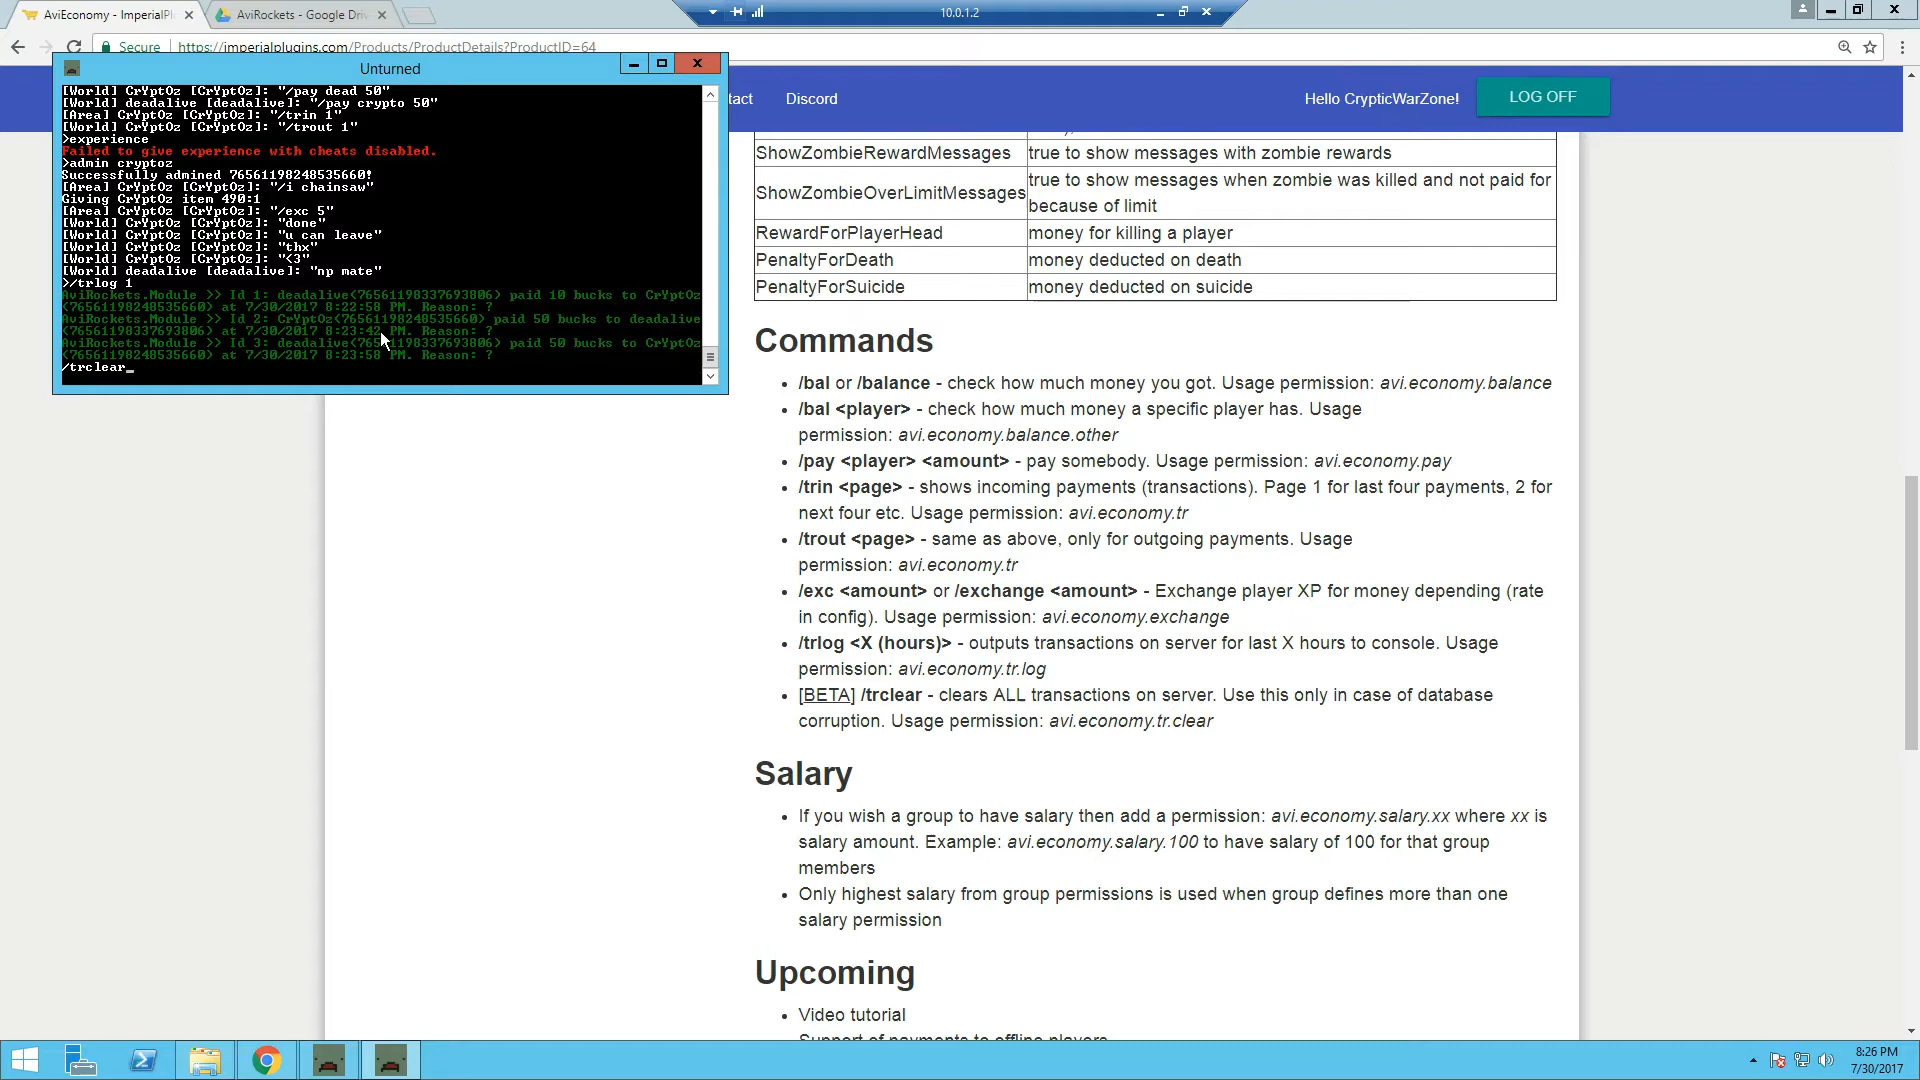 AviEconomy - ImperialPl
AviRockets - Google Driv
10.0.1.2
Secure
https://imperialplugins.com/Products/ProductDetails?ProductID=64
Unturned
[World] CrYptOz [CrYptOz]: "/pay dead 50"
[World] deadalive [deadalive]: "/pay crypto 50"
[Area] CrYptOz [CrYptOz]: "/trin 1"
[World] CrYptOz [CrYptOz]: "/trout 1"
>experience
Failed to give experience with cheats disabled.
>admin cryptoz
Successfully admined 76561198248535660!
[Area] CrYptOz [CrYptOz]: "/i chainsaw"
Giving CrYptOz item 490:1
[Area] CrYptOz [CrYptOz]: "/exc 5"
[World] CrYptOz [CrYptOz]: "done"
[World] CrYptOz [CrYptOz]: "u can leave"
[World] CrYptOz [CrYptOz]: "thx"
[World] CrYptOz [CrYptOz]: "<3"
[World] deadalive [deadalive]: "np mate"
>/trlog 1
AviRockets.Module >> Id 1: deadalive(76561198337693806) paid 10 bucks to CrYptOz
(76561198248535660) at 7/30/2017 8:22:58 PM. Reason: ?
AviRockets.Module >> Id 2: CrYptOz(76561198248535660) paid 50 bucks to deadalive
(76561198337693806) at 7/30/2017 8:23:42 PM. Reason: ?
AviRockets.Module >> Id 3: deadalive(76561198337693806) paid 50 bucks to CrYptOz
(76561198248535660) at 7/30/2017 8:23:58 PM. Reason: ?
/trclear_
tact
Discord
Hello CrypticWarZone!
LOG OFF
ShowZombieRewardMessages true to show messages with zombie rewards
ShowZombieOverLimitMessages true to show messages when zombie was killed and not paid for
because of limit
RewardForPlayerHead money for killing a player
PenaltyForDeath money deducted on death
PenaltyForSuicide money deducted on suicide
Commands
• /bal or /balance - check how much money you got. Usage permission: avi.economy.balance
• /bal <player> - check how much money a specific player has. Usage
permission: avi.economy.balance.other
• /pay <player> <amount> - pay somebody. Usage permission: avi.economy.pay
• /trin <page> - shows incoming payments (transactions). Page 1 for last four payments, 2 for
next four etc. Usage permission: avi.economy.tr
• /trout <page> - same as above, only for outgoing payments. Usage
permission: avi.economy.tr
• /exc <amount> or /exchange <amount> - Exchange player XP for money depending (rate
in config). Usage permission: avi.economy.exchange
• /trlog <X (hours)> - outputs transactions on server for last X hours to console. Usage
permission: avi.economy.tr.log
• [BETA] /trclear - clears ALL transactions on server. Use this only in case of database
corruption. Usage permission: avi.economy.tr.clear
Salary
• If you wish a group to have salary then add a permission: avi.economy.salary.xx where xx is
salary amount. Example: avi.economy.salary.100 to have salary of 100 for that group
members
• Only highest salary from group permissions is used when group defines more than one
salary permission
Upcoming
• Video tutorial
Support of payments to offline players
8:26 PM
7/30/2017